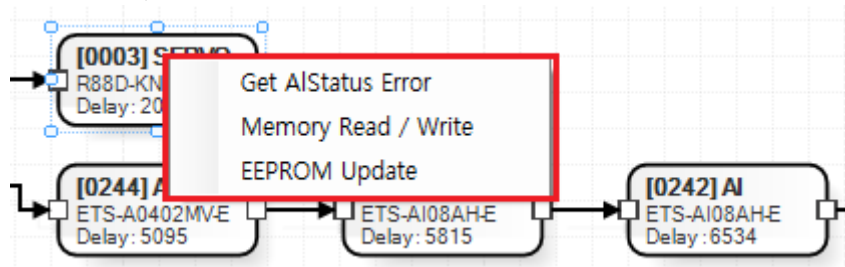 [0003] SERVO
R88D-KN
Delay: 20
Get AlStatus Error
Memory Read / Write
EEPROM Update
[0244] A
ETS-A0402MV-E
Delay: 5095
ETS-AI08AH-E
Delay: 5815
[0242] AI
ETS-AI08AH-E
Delay: 6534